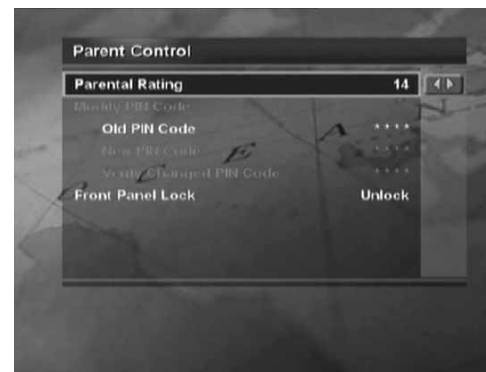 Parent Control
Parental Rating 14
Modify PIN Code
Old PIN Code ****
New PIN Code ****
Verify Changed PIN Code ****
Front Panel Lock Unlock
E
A